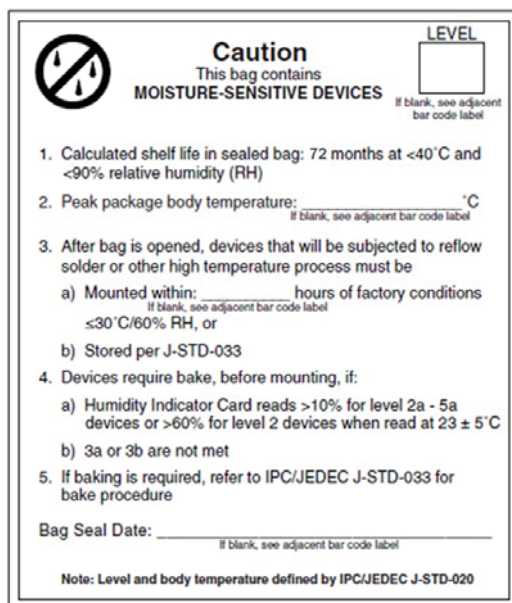 LEVEL
Caution
This bag contains
MOISTURE-SENSITIVE DEVICES
If blank, see adjacent
bar code label
1. Calculated shelf life in sealed bag: 72 months at <40˚C and
<90% relative humidity (RH)
2. Peak package body temperature: ___________________˚C
If blank, see adjacent bar code label
3. After bag is opened, devices that will be subjected to reflow
solder or other high temperature process must be
a) Mounted within: __________ hours of factory conditions
If blank, see adjacent bar code label
≤30˚C/60% RH, or
b) Stored per J-STD-033
4. Devices require bake, before mounting, if:
a) Humidity Indicator Card reads >10% for level 2a - 5a
devices or >60% for level 2 devices when read at 23 ± 5˚C
b) 3a or 3b are not met
5. If baking is required, refer to IPC/JEDEC J-STD-033 for
bake procedure
Bag Seal Date: ______________________________________
If blank, see adjacent bar code label
Note: Level and body temperature defined by IPC/JEDEC J-STD-020